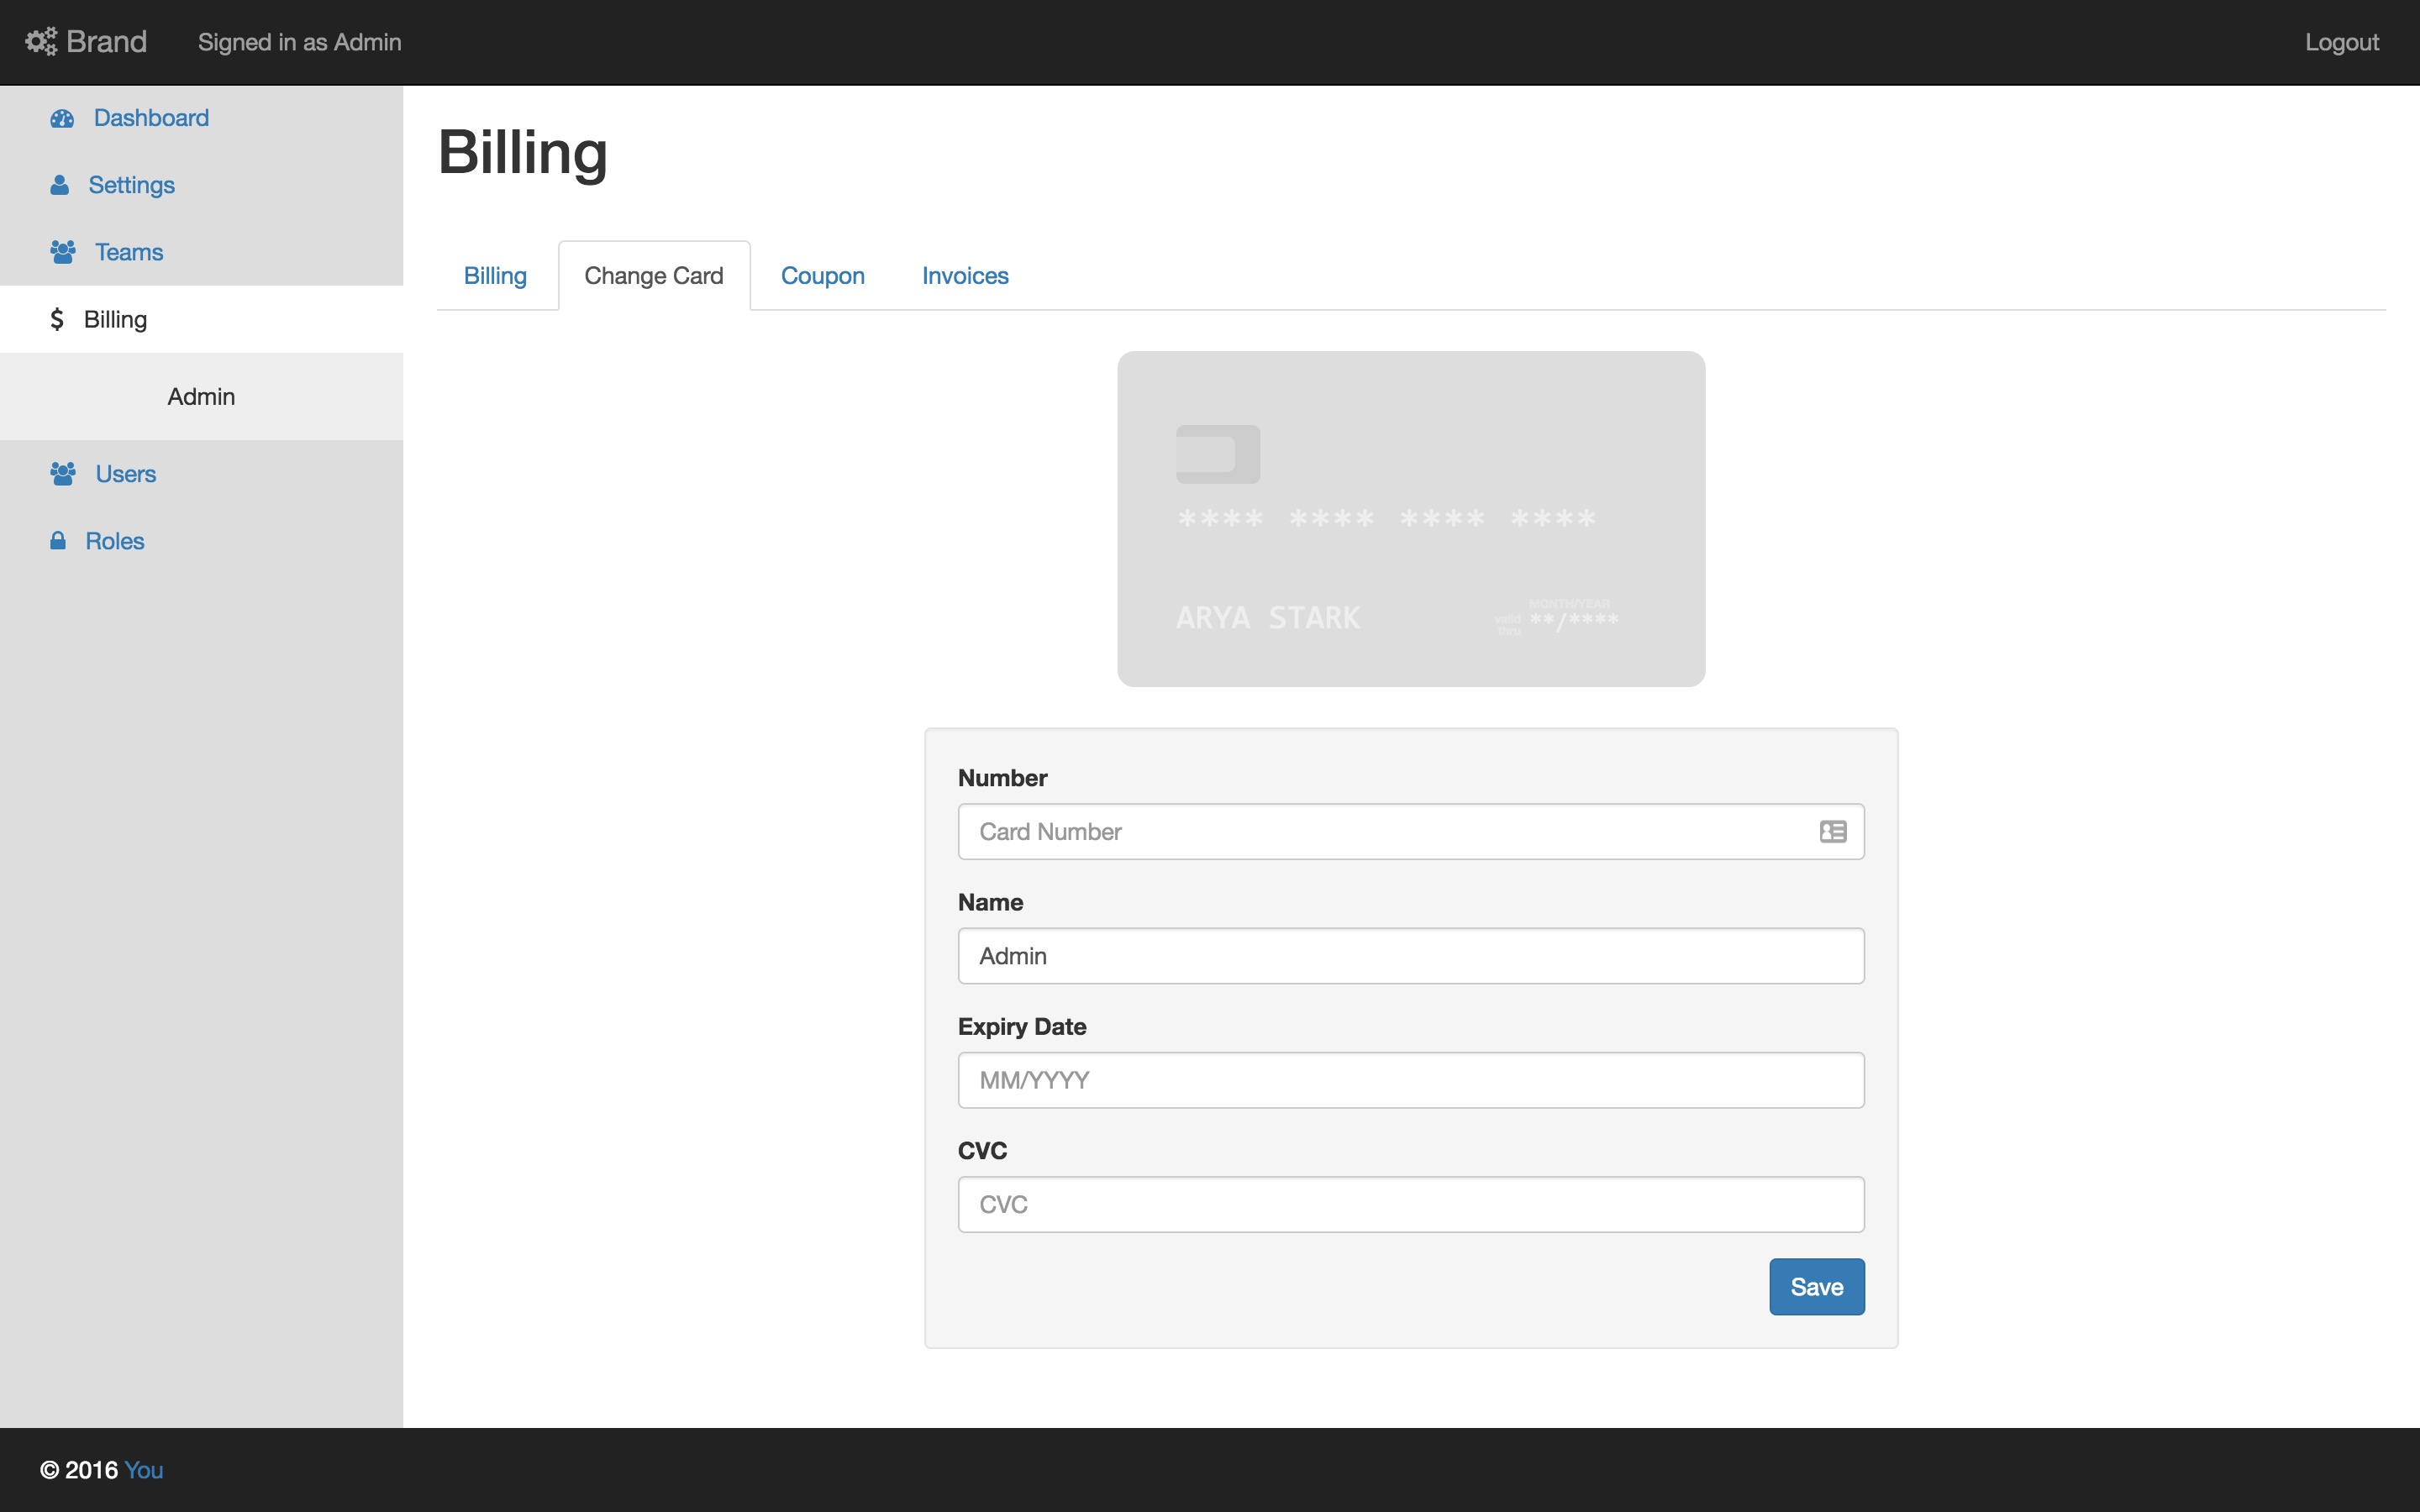 Brand
Signed in as Admin
Logout
Dashboard
Settings
Teams
$ Billing
Admin
Users
Roles
Billing
Billing
Change Card
Coupon
Invoices
**** **** **** ****
ARYA STARK
MONTH/YEAR
valid thru
**/****
Number
Card Number
Name
Admin
Expiry Date
MM/YYYY
CVC
CVC
Save
© 2016 You